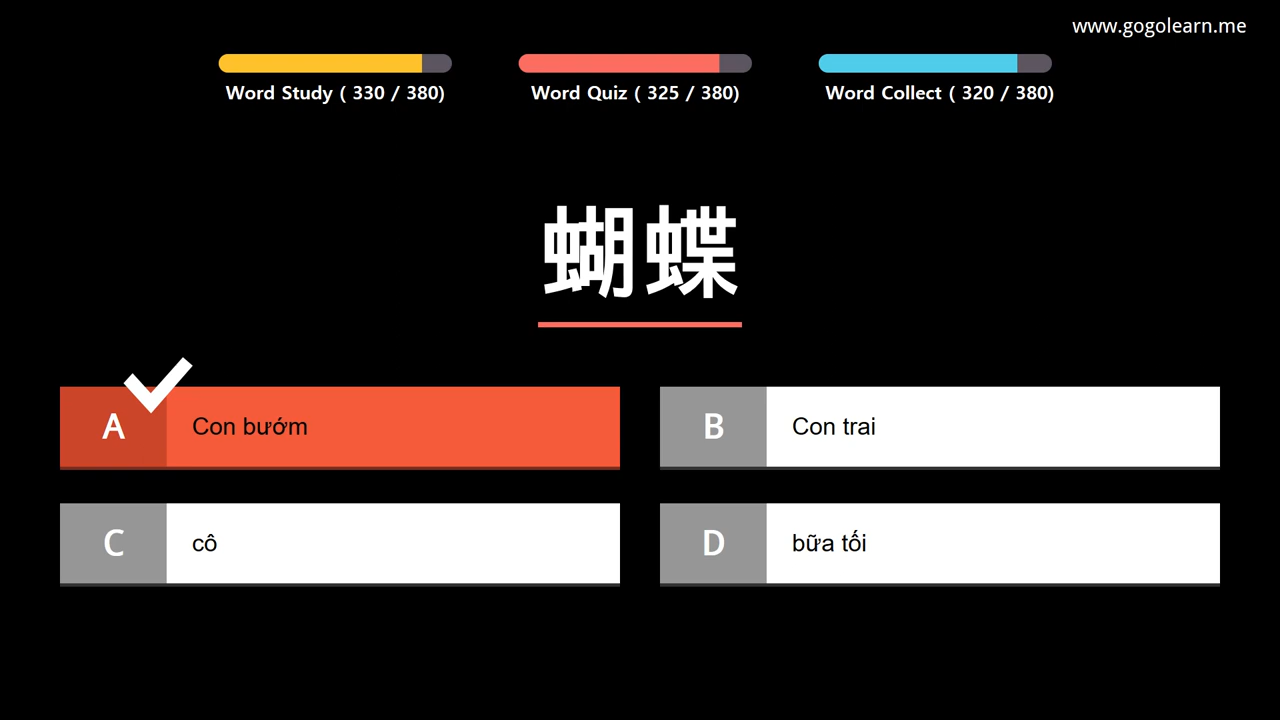 www.gogolearn.me
Word Study ( 330 / 380)
Word Quiz ( 325 / 380)
Word Collect ( 320 / 380)
蝴蝶
A Con bướm
B Con trai
C cô
D bữa tối